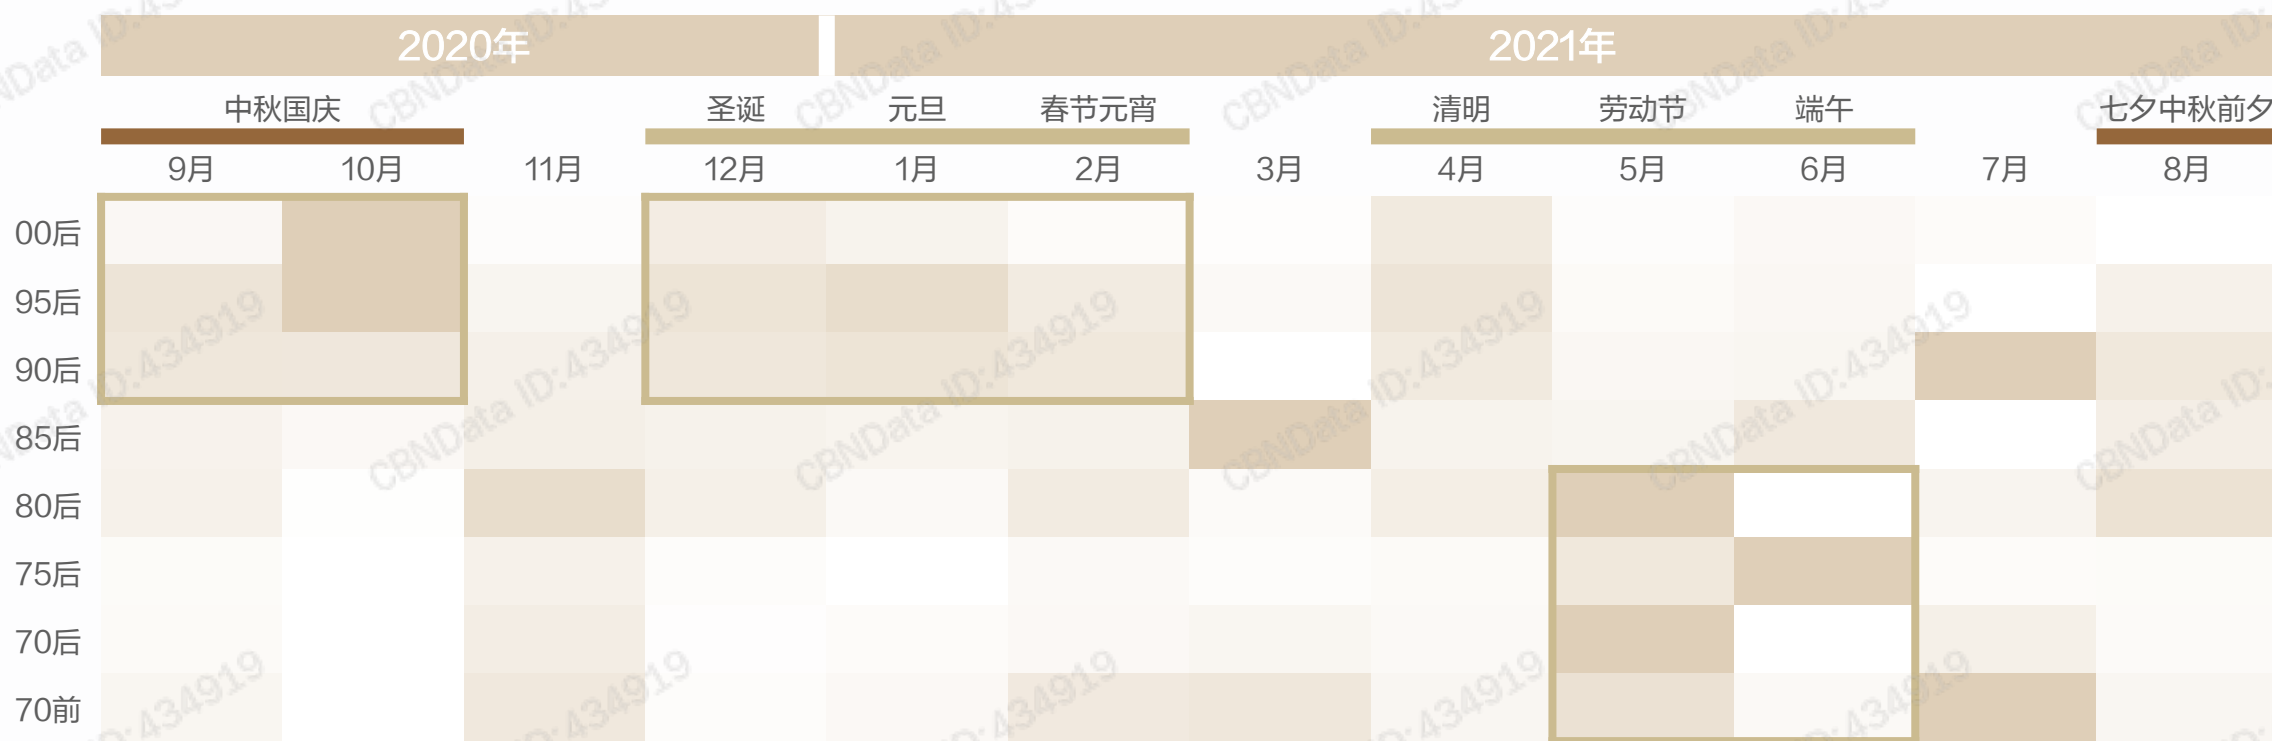 2020年 2021年
中秋国庆 圣诞 元旦 春节元宵 清明 劳动节 端午 七夕中秋前夕
9月 10月 11月 12月 1月 2月 3月 4月 5月 6月 7月 8月
00后
95后
90后
85后
80后
75后
70后
70前
CBNData ID:434919